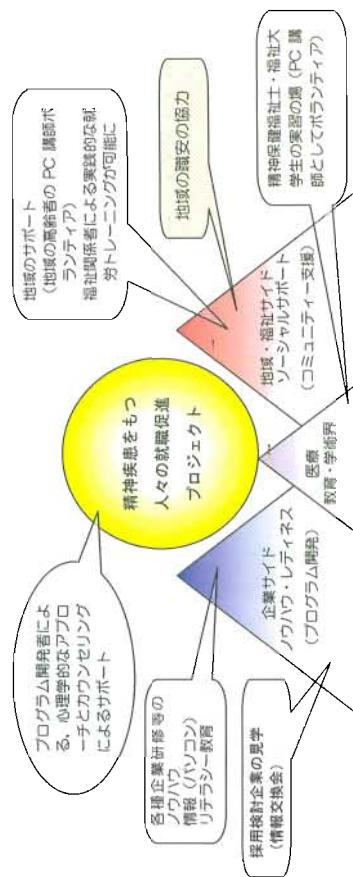 プログラム開発者によ
る、心理学的なアプロ
ーチとカウンセリング
によるサポート
地域のサポート
(地域の高齢者の PC 講師ボ
ランティア)
福祉関係者による実践的な就
労トレーニングが可能に
各種企業研修等の
ノウハウ
情報(パソコン)
リテラシー教育
精神疾患をもつ
人々の就職促進
プロジェクト
地域の職安の協力
採用検討企業の見学
(情報交換会)
企業サイド
ノウハウ・レディネス
(プログラム開発)
医療
教育・学術界
地域・福祉サイド
ソーシャルサポート
(コミュニティー支援)
精神保健福祉士・福祉大
学生の実習の場(PC 講
師としてボランティア)